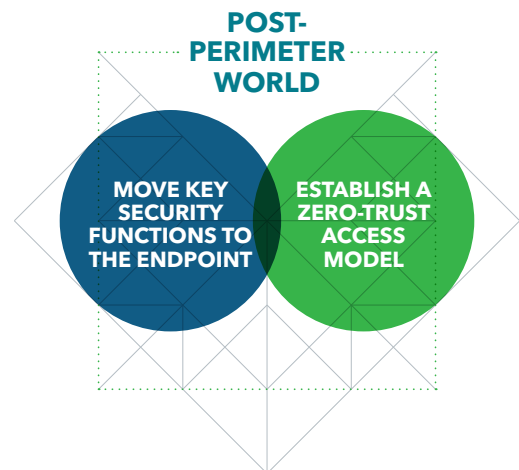 POST-
PERIMETER
WORLD
MOVE KEY
SECURITY
FUNCTIONS TO
THE ENDPOINT
ESTABLISH A
ZERO-TRUST
ACCESS
MODEL